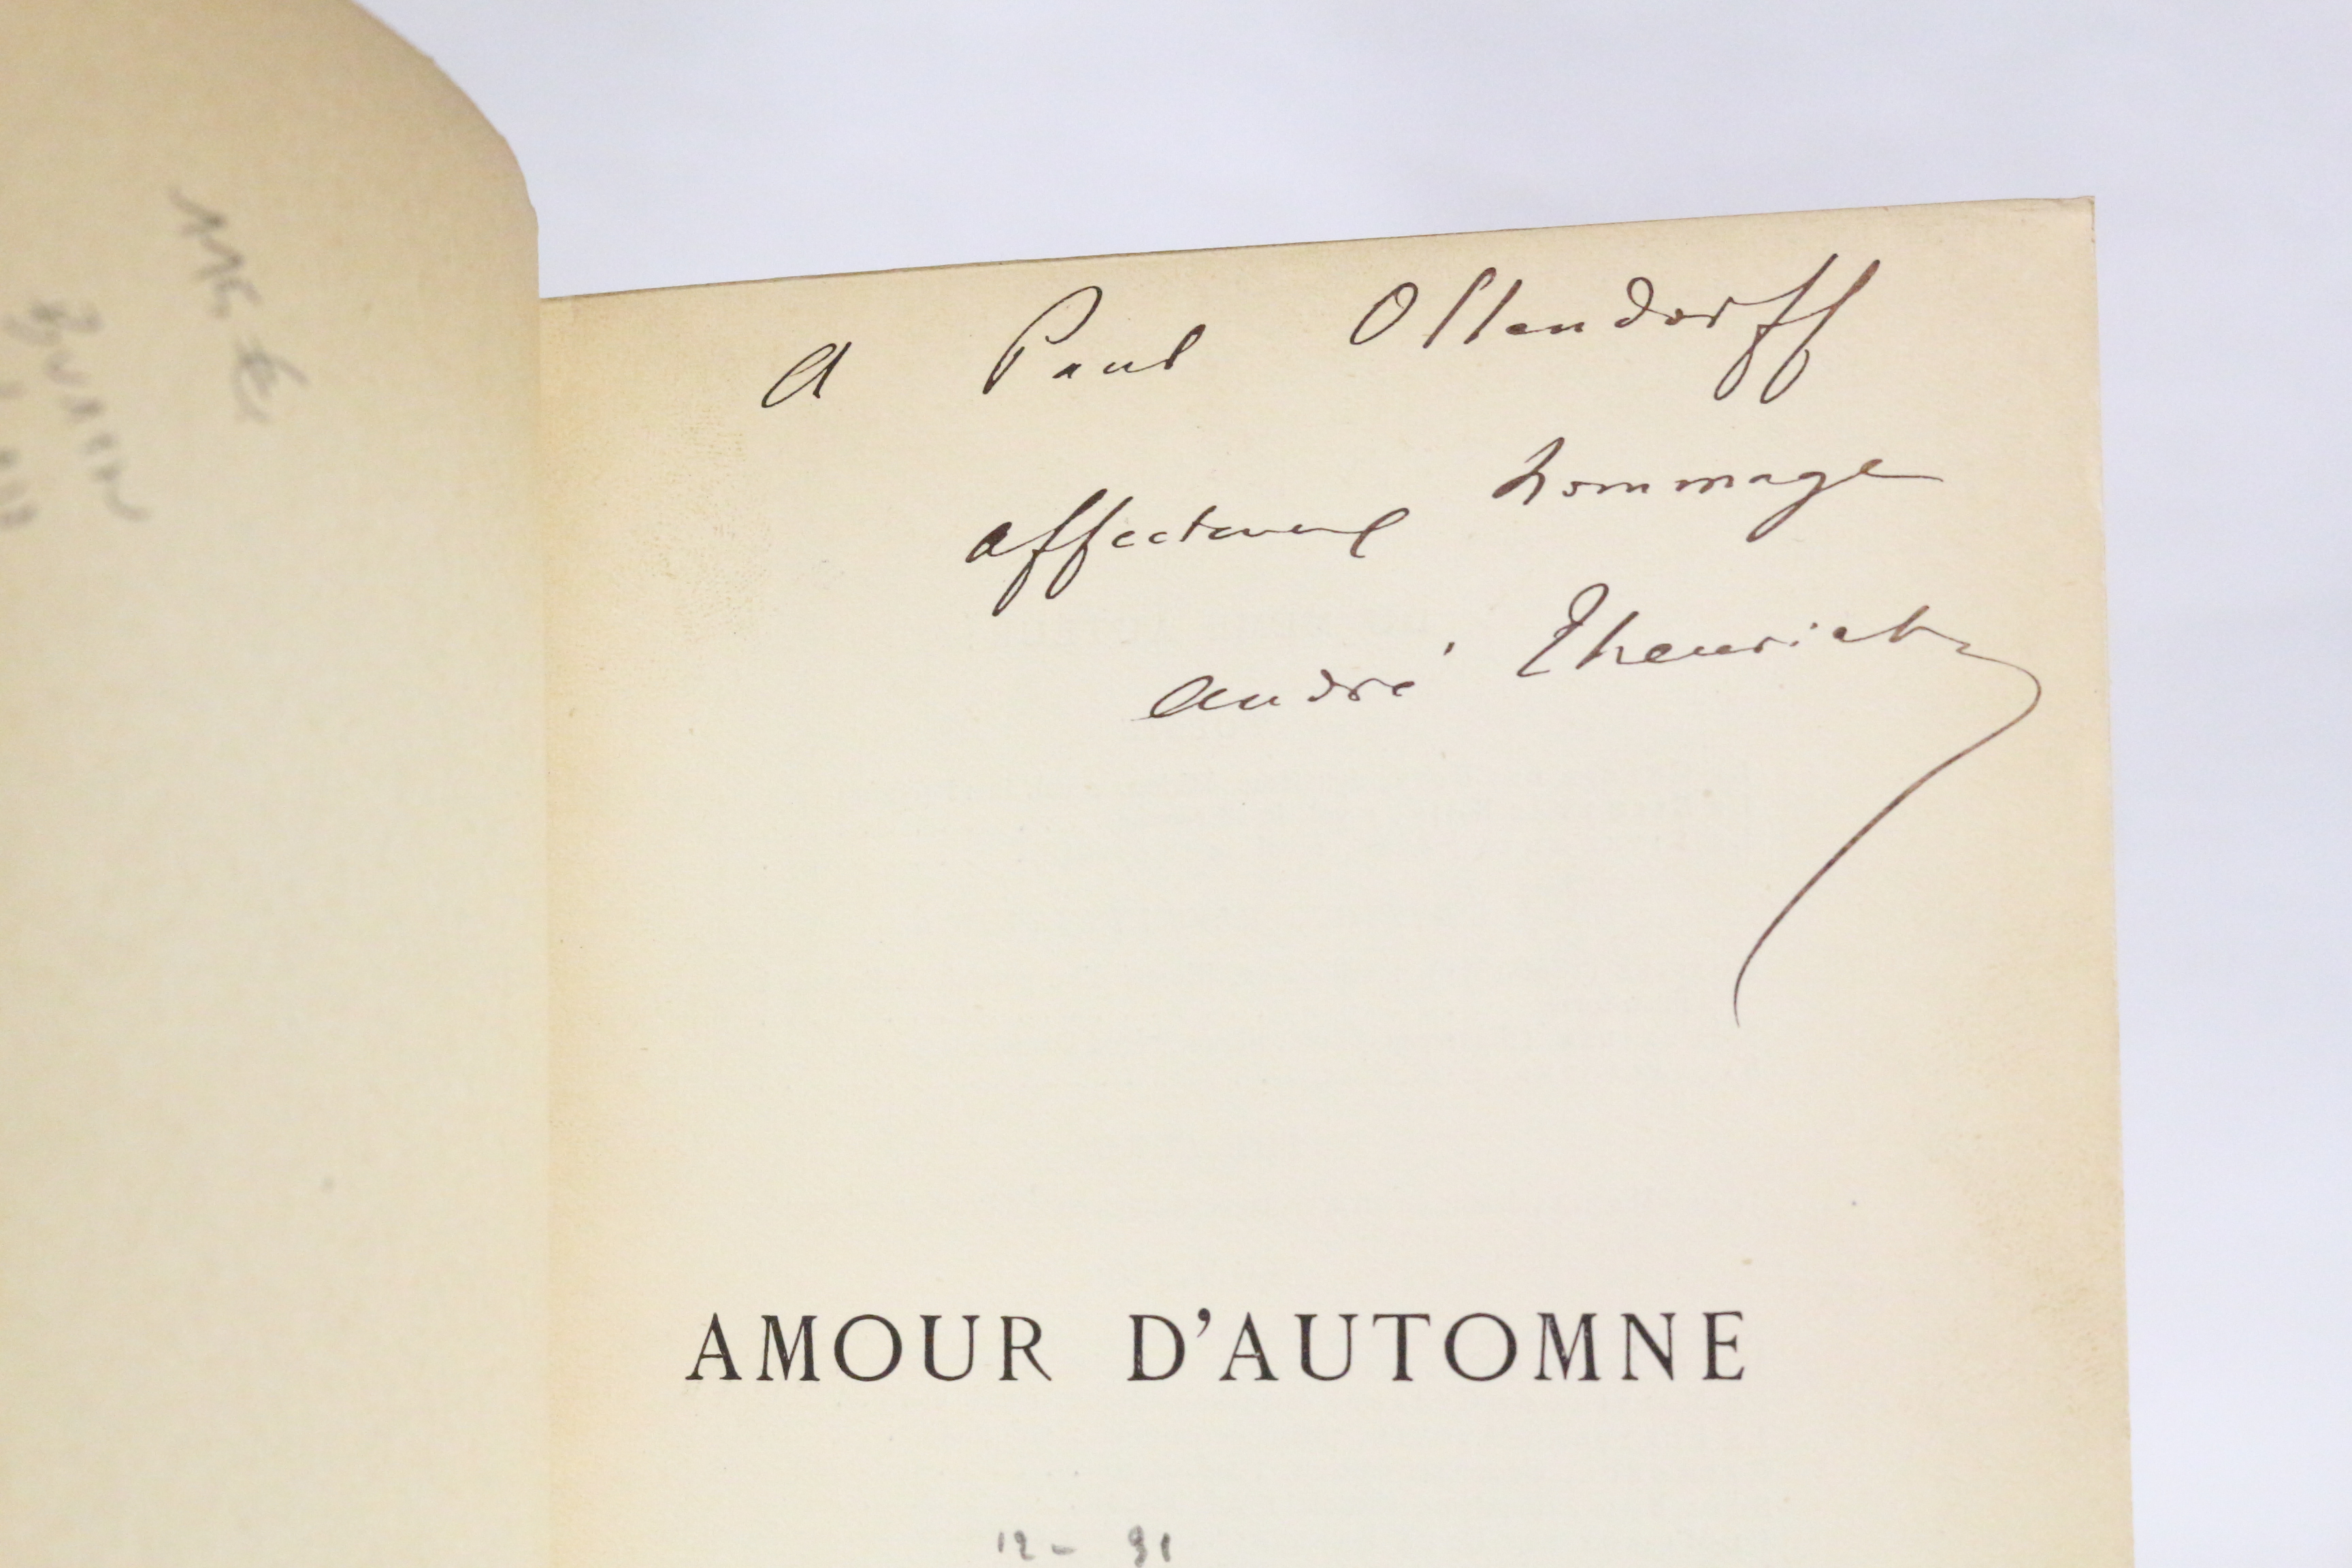 A Paul Ollendorff
affectueux hommage
André Theuriet
AMOUR D'AUTOMNE
12 - 91